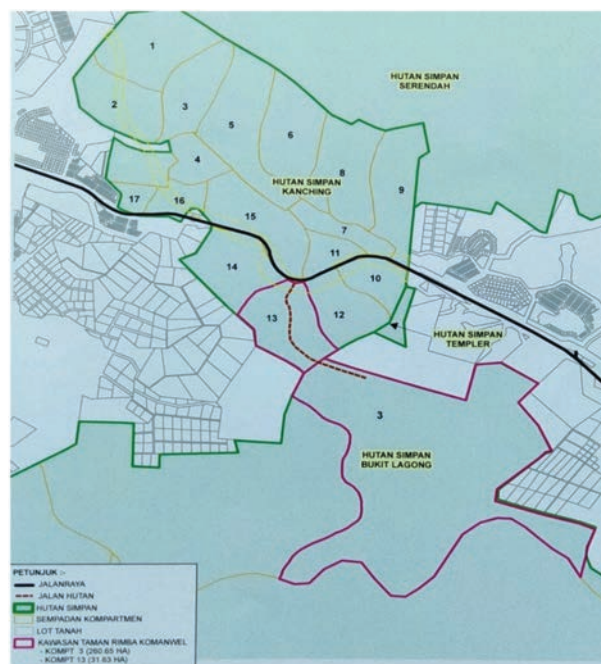 1
HUTAN SIMPAN
SERENDAH
2
3
5
6
8
4
9
HUTAN SIMPAN
KANCHING
17
16
15
7
11
14
10
13
12
HUTAN SIMPAN
TEMPLER
3
HUTAN SIMPAN
BUKIT LAGONG
PETUNJUK :-
JALANRAYA
JALAN HUTAN
HUTAN SIMPAN
SEMPADAN KOMPARTMEN
LOT TANAH
KAWASAN TAMAN RIMBA KOMANWEL
- KOMPT 3 (260.65 HA)
- KOMPT 13 (31.63 HA)